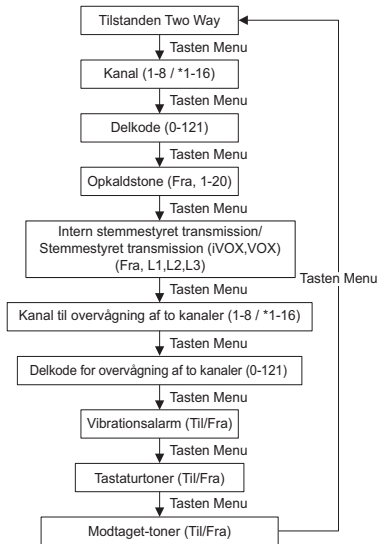 Tilstanden Two Way
Tasten Menu
Kanal (1-8 / *1-16)
Tasten Menu
Delkode (0-121)
Tasten Menu
Opkaldstone (Fra, 1-20)
Tasten Menu
Intern stemmestyret transmission/
Stemmestyret transmission (iVOX,VOX)
(Fra, L1,L2,L3)
Tasten Menu
Tasten Menu
Kanal til overvågning af to kanaler (1-8 / *1-16)
Tasten Menu
Delkode for overvågning af to kanaler (0-121)
Tasten Menu
Vibrationsalarm (Til/Fra)
Tasten Menu
Tastaturtoner (Til/Fra)
Tasten Menu
Modtaget-toner (Til/Fra)